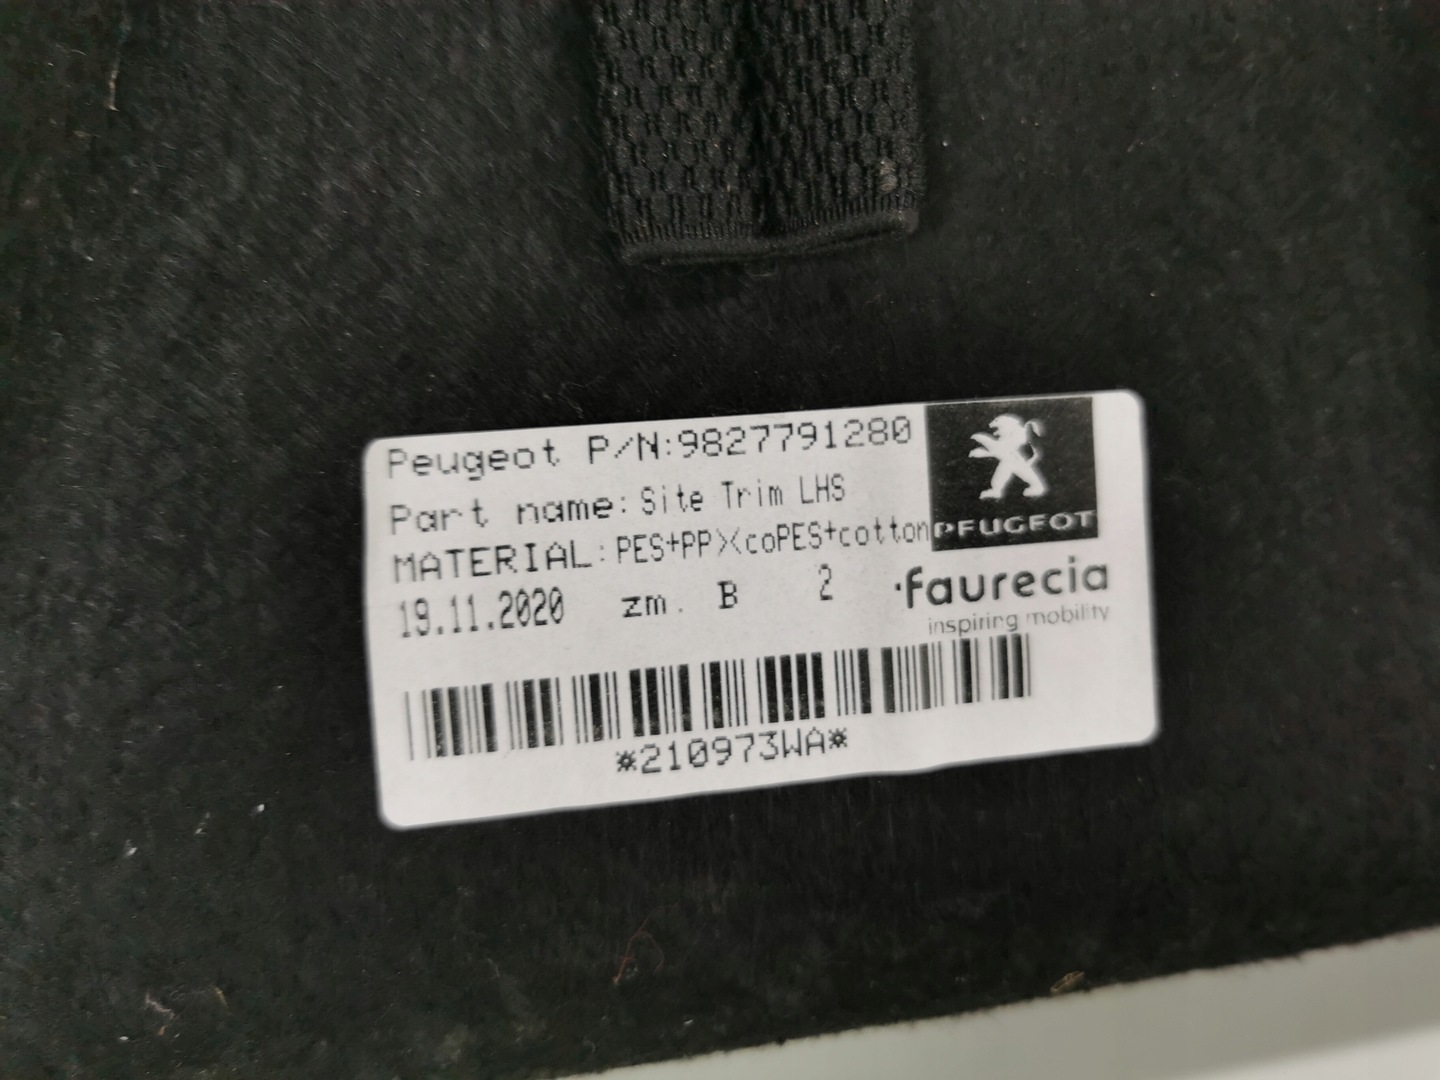 Peugeot P/N:9827791280
Part name: Site Trim LHS
MATERIAL: PES+PP><coPES+cotton
PEUGEOT
19.11.2020 zm. B 2
faurecia
inspiring mobility
*210973WA*